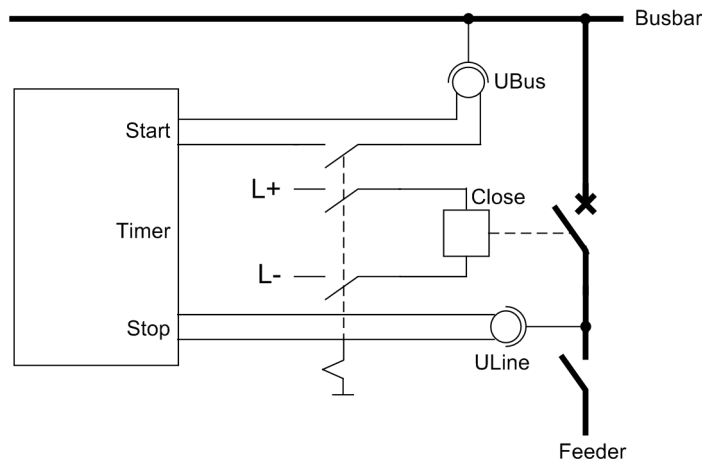 Busbar
UBus
Start
L+
Close
Timer
L-
Stop
ULine
Feeder